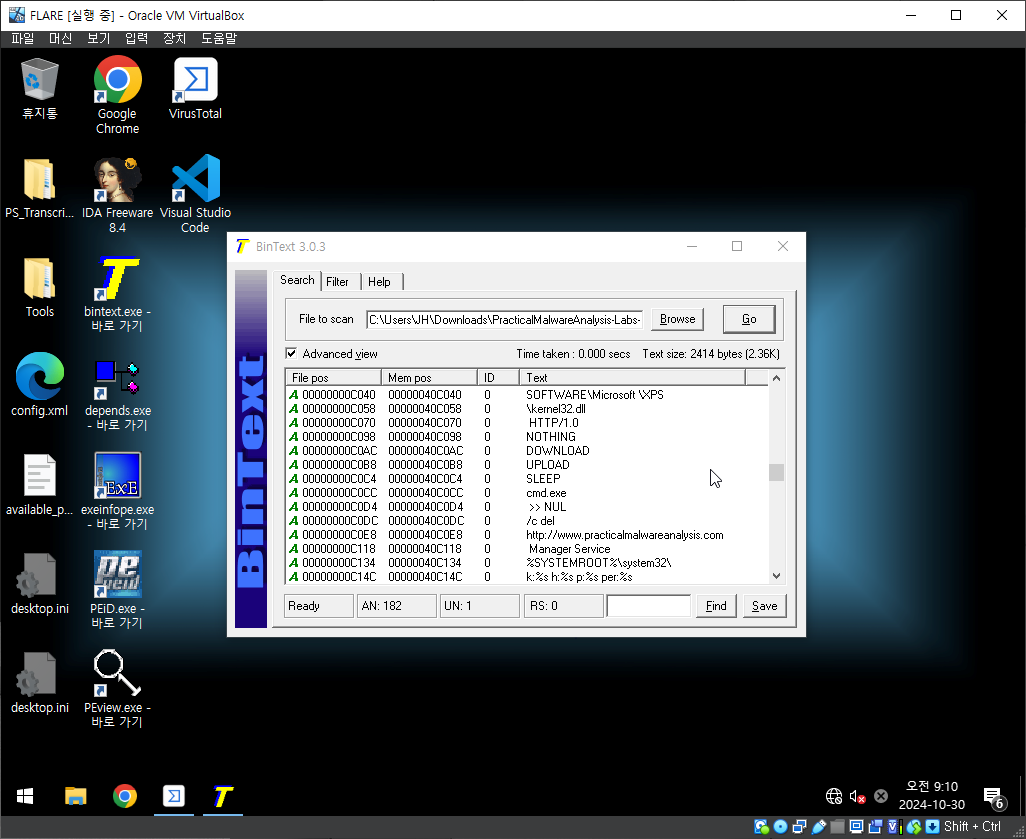 FLARE [실행 중] - Oracle VM VirtualBox
파일 머신 보기 입력 장치 도움말
휴지통
Google
Chrome
VirusTotal
PS_Transcri...
IDA Freeware
8.4
Visual Studio
Code
Tools
bintext.exe -
바로 가기
config.xml
depends.exe
- 바로 가기
available_p...
exeinfope.exe
- 바로 가기
desktop.ini
PEiD.exe -
바로 가기
desktop.ini
PEview.exe -
바로 가기
BinText 3.0.3
Search Filter Help
File to scan C:\Users\JH\Downloads\PracticalMalwareAnalysis-Labs- Browse Go
Advanced view Time taken : 0.000 secs Text size: 2414 bytes (2.36K)
File pos Mem pos ID Text
A 00000000C040 00000040C040 0 SOFTWARE\Microsoft \XPS
A 00000000C058 00000040C058 0 \kernel32.dll
A 00000000C070 00000040C070 0 HTTP/1.0
A 00000000C098 00000040C098 0 NOTHING
A 00000000C0AC 00000040C0AC 0 DOWNLOAD
A 00000000C0B8 00000040C0B8 0 UPLOAD
A 00000000C0C4 00000040C0C4 0 SLEEP
A 00000000C0CC 00000040C0CC 0 cmd.exe
A 00000000C0D4 00000040C0D4 0 >> NUL
A 00000000C0DC 00000040C0DC 0 /c del
A 00000000C0E8 00000040C0E8 0 http://www.practicalmalwareanalysis.com
A 00000000C118 00000040C118 0 Manager Service
A 00000000C134 00000040C134 0 %SYSTEMROOT%\system32\
A 00000000C14C 00000040C14C 0 k:%s h:%s p:%s per:%s
Ready AN: 182 UN: 1 RS: 0 Find Save
BinText
오전 9:10
2024-10-30
6
Shift + Ctrl